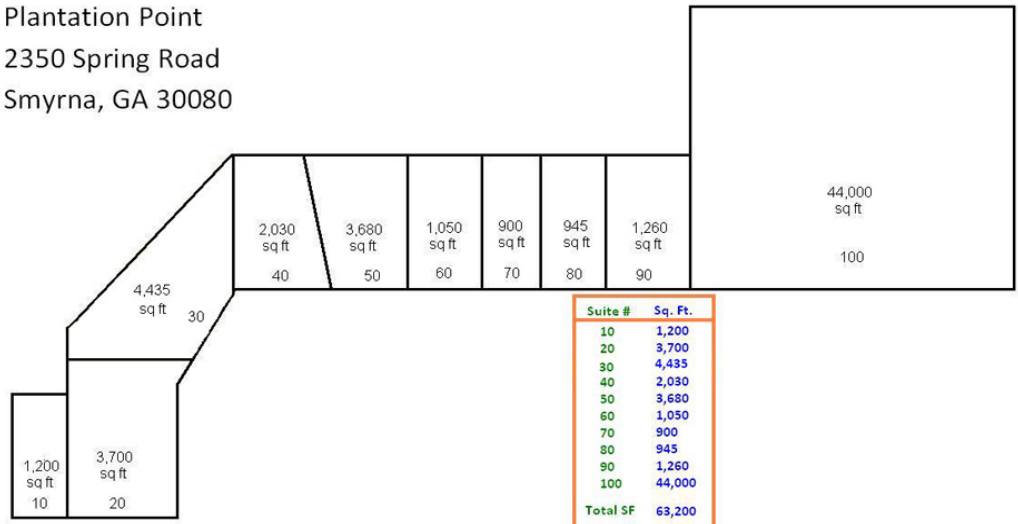 Plantation Point
2350 Spring Road
Smyrna, GA 30080
44,000
sq ft
100
2,030
sq ft
40
3,680
sq ft
50
1,050
sq ft
60
900
sq ft
70
945
sq ft
80
1,260
sq ft
90
4,435
sq ft
30
1,200
sq ft
10
3,700
sq ft
20
Suite # Sq. Ft.
10 1,200
20 3,700
30 4,435
40 2,030
50 3,680
60 1,050
70 900
80 945
90 1,260
100 44,000
Total SF 63,200